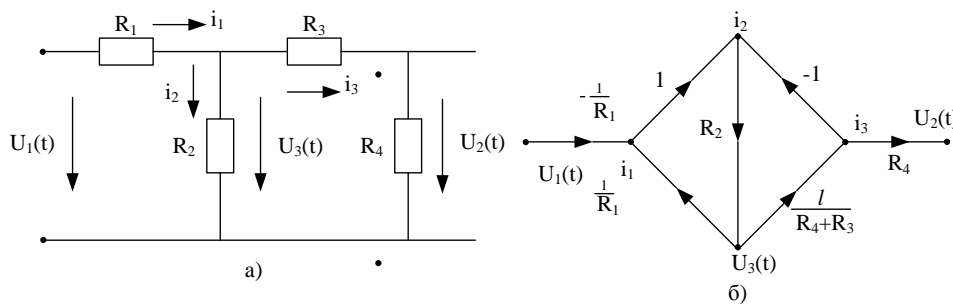 R₁ i₁ R₃
i₂ i₃
U₁(t) R₂ U₃(t) R₄ U₂(t)
а)
i₂
1 -1
-1/R₁ R₂ i₃ U₂(t)
U₁(t) i₁ R₄
1/R₁ l/R₄+R₃
U₃(t)
б)